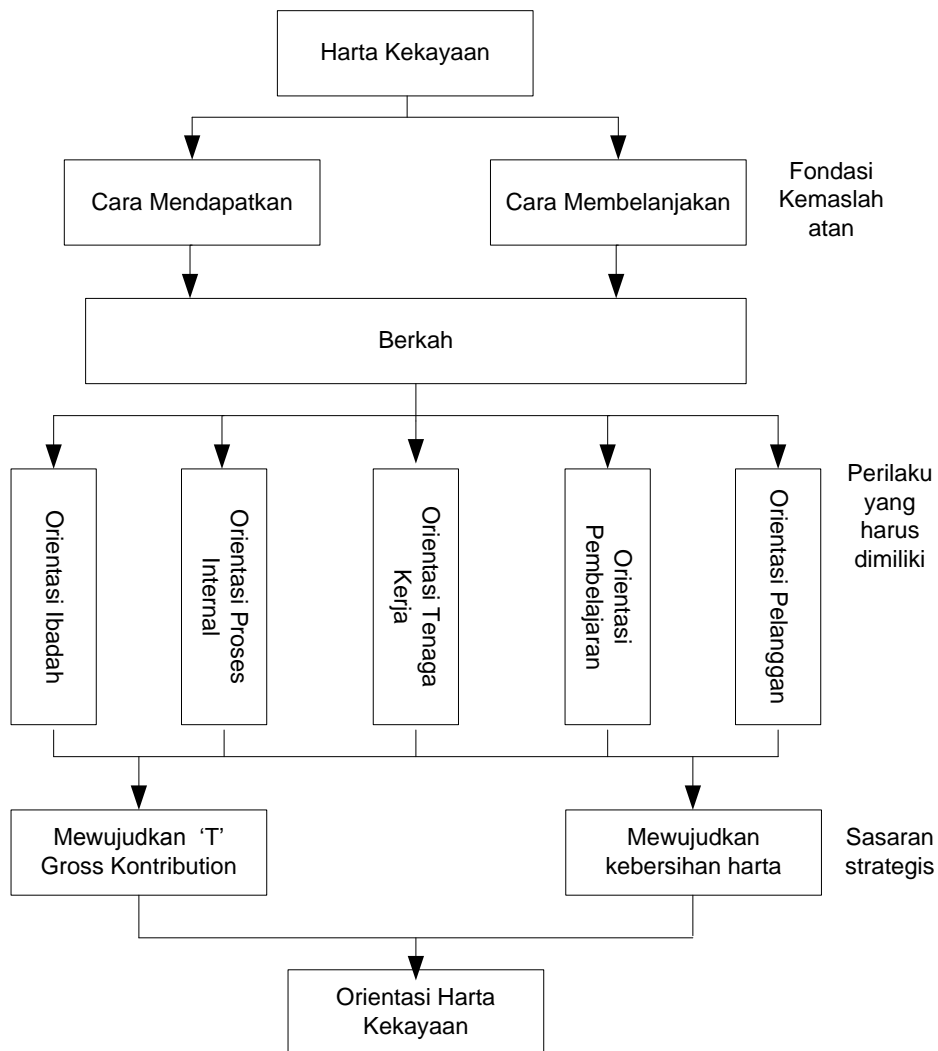 Harta Kekayaan
Cara Mendapatkan
Cara Membelanjakan
Fondasi
Kemaslah
atan
Berkah
Orientasi Ibadah
Orientasi Proses
Internal
Orientasi Tenaga
Kerja
Orientasi
Pembelajaran
Orientasi Pelanggan
Perilaku
yang
harus
dimiliki
Mewujudkan ‘T’
Gross Kontribution
Mewujudkan
kebersihan harta
Sasaran
strategis
Orientasi Harta
Kekayaan